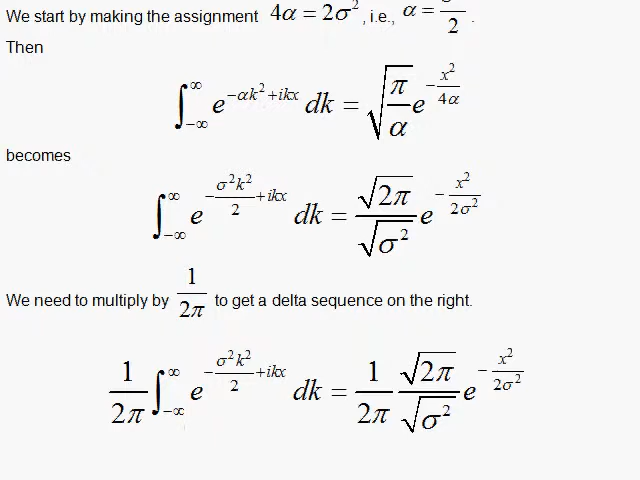 We start by making the assignment 4α = 2σ², i.e., α = /2 .
Then
∫_{-∞}^{∞} e^{-αk²+ikx} dk = √(π/α) e^{-x²/4α}
becomes
∫_{-∞}^{∞} e^{-σ²k²/2+ikx} dk = √2π/√σ² e^{-x²/2σ²}
We need to multiply by 1/2π to get a delta sequence on the right.
1/2π ∫_{-∞}^{∞} e^{-σ²k²/2+ikx} dk = 1/2π √2π/√σ² e^{-x²/2σ²}